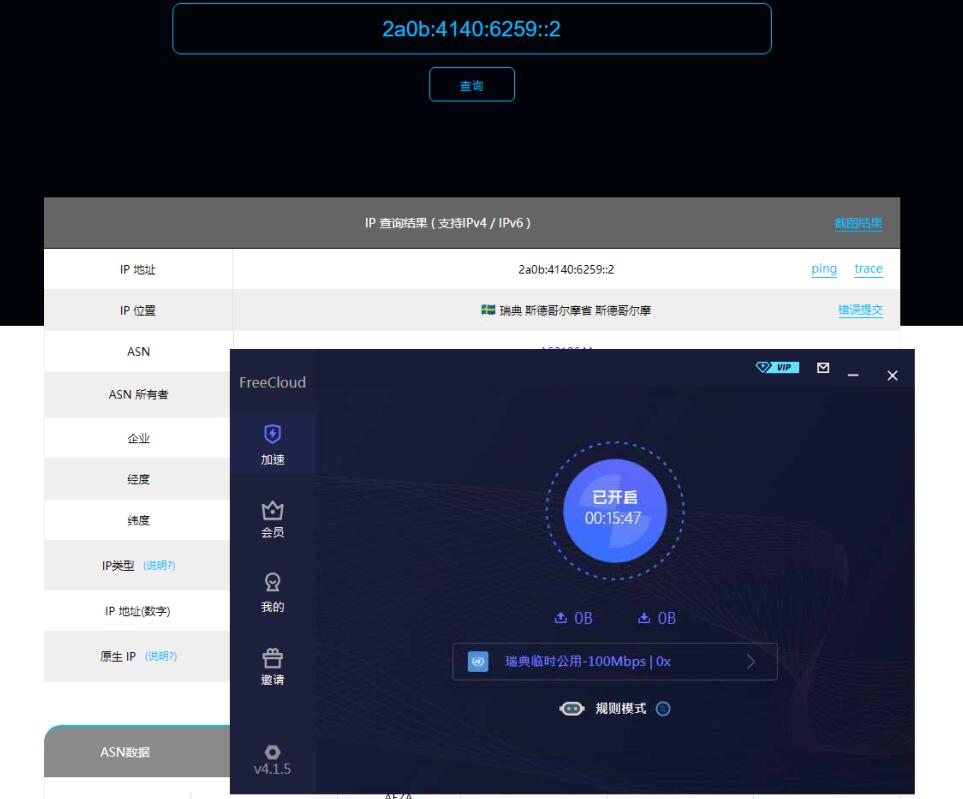 2a0b:4140:6259::2
查询
IP 查询结果 ( 支持IPv4 / IPv6 )
截图结果
IP 地址
2a0b:4140:6259::2
ping
trace
IP 位置
瑞典 斯德哥尔摩省 斯德哥尔摩
错误提交
ASN
ASN 所有者
企业
经度
纬度
IP类型 (说明?)
IP 地址(数字)
原生 IP (说明?)
ASN数据
FreeCloud
VIP
加速
会员
我的
邀请
v4.1.5
已开启
00:15:47
0B
0B
瑞典临时公用-100Mbps | 0x
规则模式